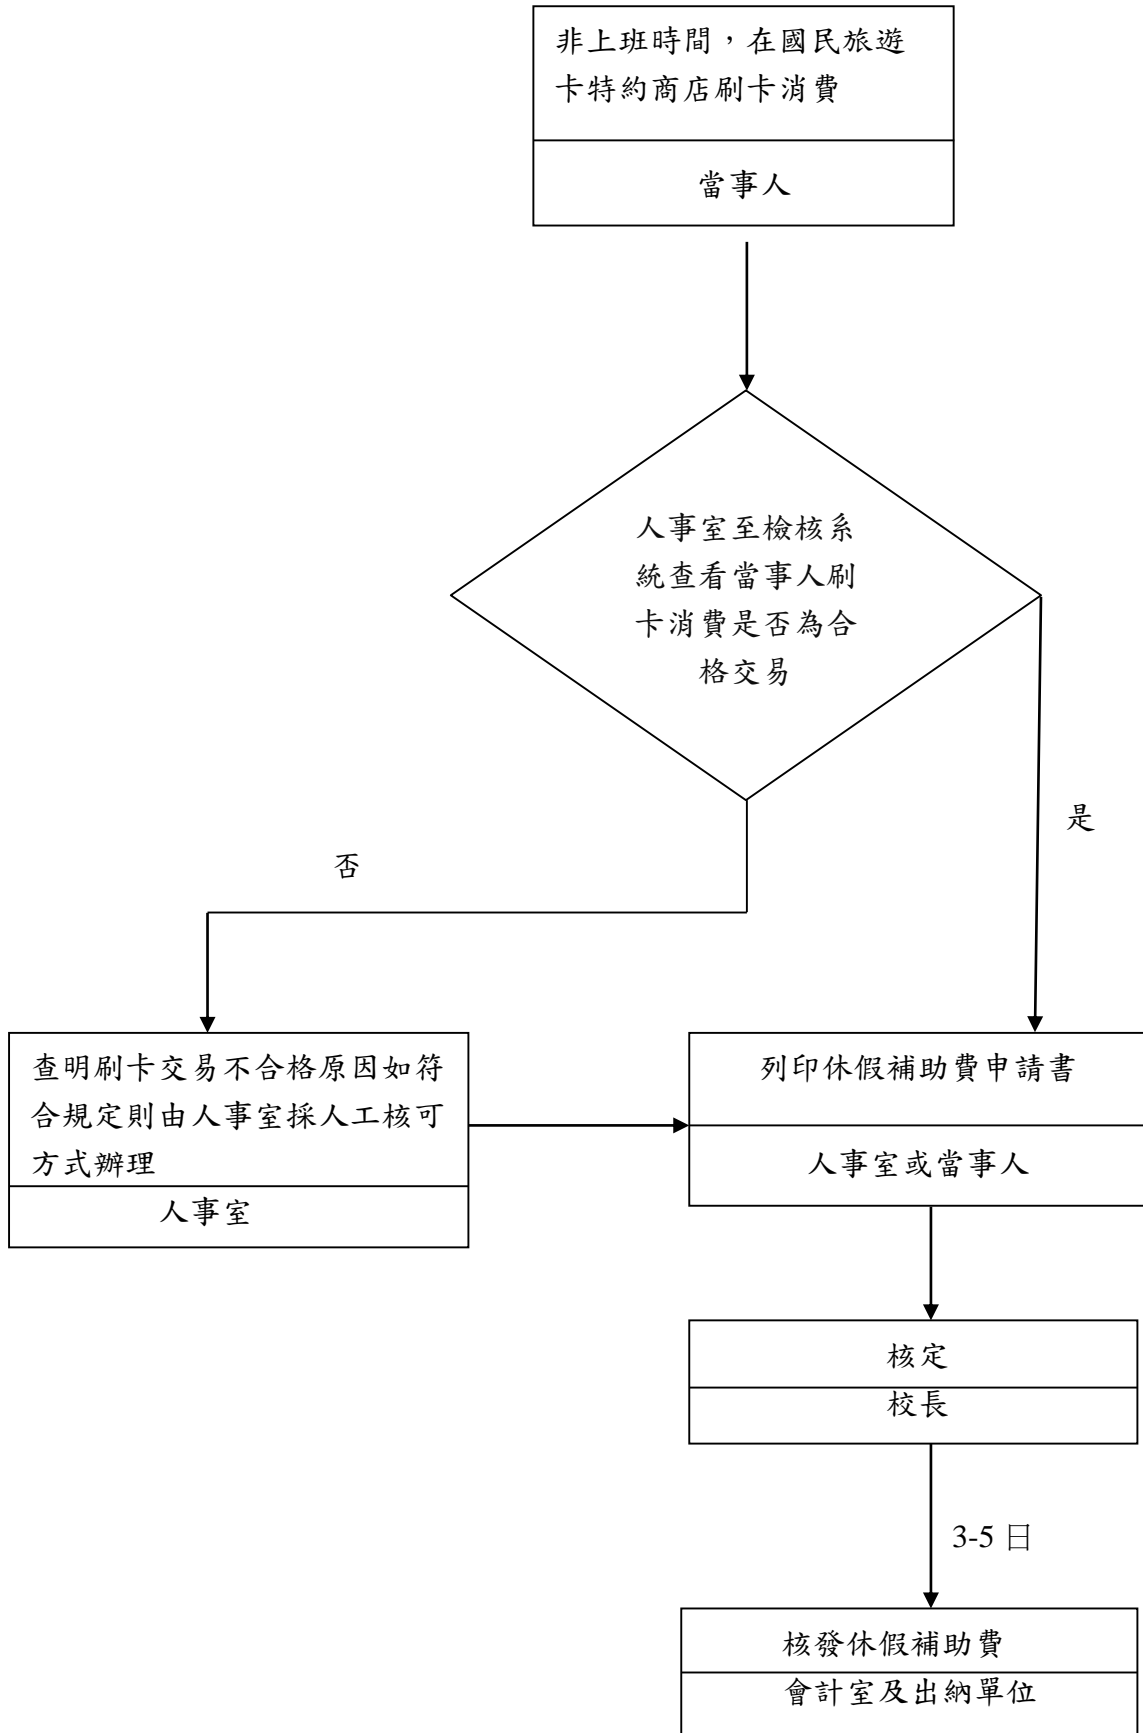 非上班時間，在國民旅遊
卡特約商店刷卡消費
當事人
人事室至檢核系
統查看當事人刷
卡消費是否為合
格交易
是
否
查明刷卡交易不合格原因如符
合規定則由人事室採人工核可
方式辦理
人事室
列印休假補助費申請書
人事室或當事人
核定
校長
3-5 日
核發休假補助費
會計室及出納單位